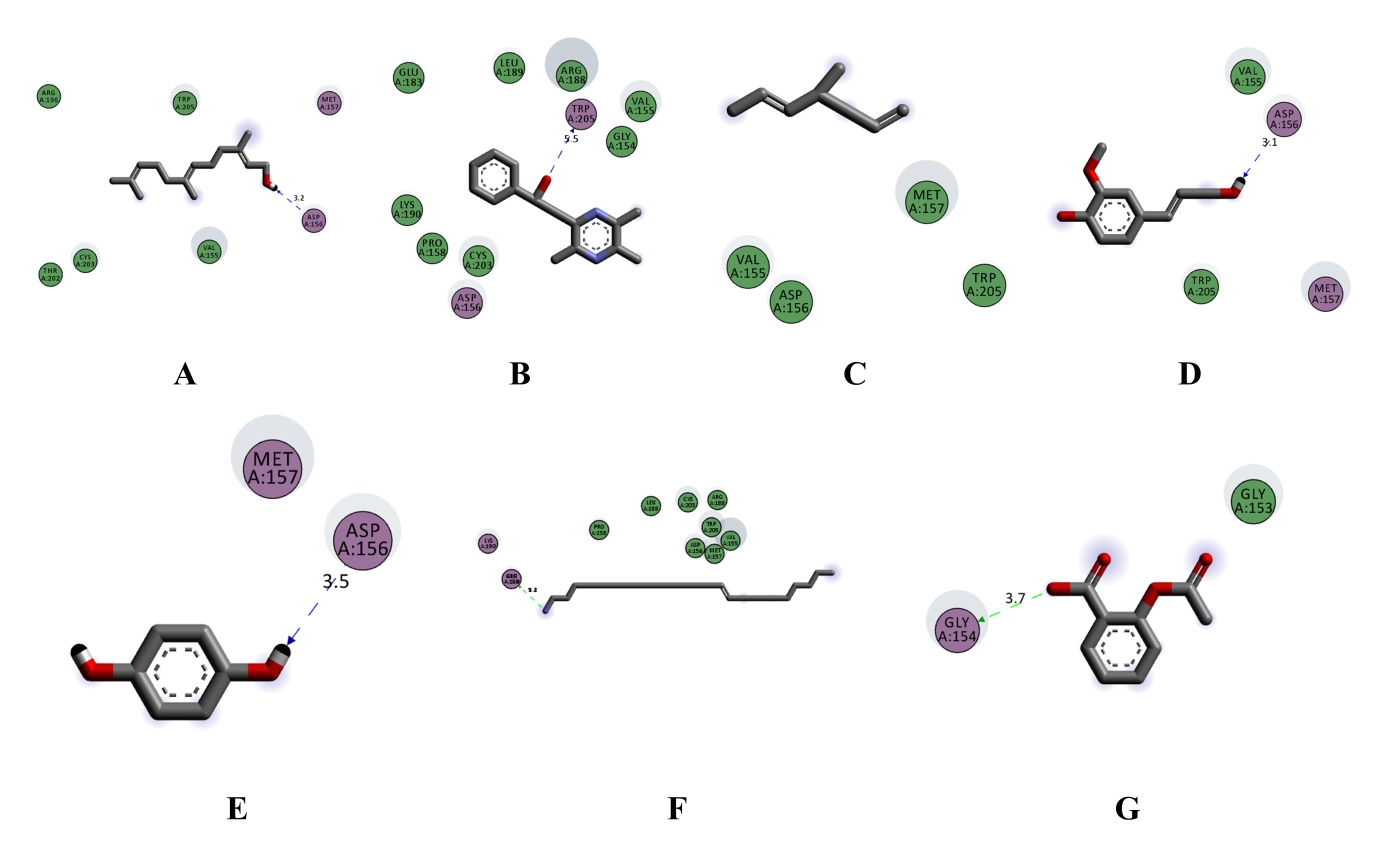 ARG
A:196
TRP
A:205
MET
A:157
3.2
ASP
A:156
VAL
A:155
CYS
A:203
THR
A:202
A
GLU
A:183
LEU
A:189
ARG
A:188
TRP
A:205
VAL
A:155
GLY
A:154
5.5
LYS
A:190
PRO
A:158
CYS
A:203
ASP
A:156
B
MET
A:157
VAL
A:155
ASP
A:156
TRP
A:205
C
VAL
A:155
ASP
A:156
3.1
TRP
A:205
MET
A:157
D
MET
A:157
ASP
A:156
3.5
E
LYS
A:190
PRO
A:158
LEU
A:189
CYS
A:203
ARG
A:188
TRP
A:205
VAL
A:155
ASP
A:156
MET
A:157
F
GLY
A:153
GLY
A:154
3.7
G